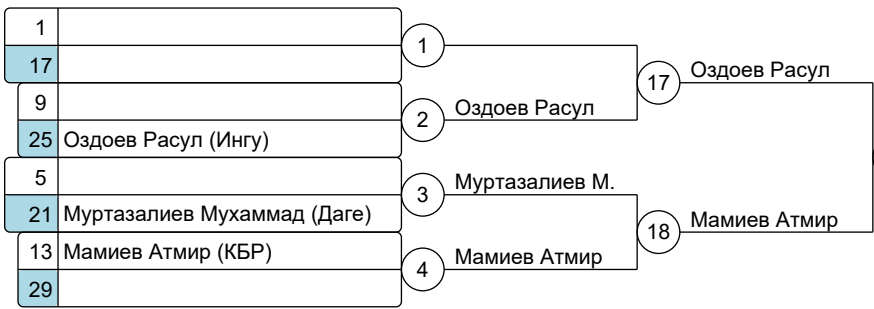 1
17
1
17 Оздоев Расул
9
2 Оздоев Расул
25 Оздоев Расул (Ингу)
5
3 Муртазалиев М.
21 Муртазалиев Мухаммад (Даге)
18 Мамиев Атмир
13 Мамиев Атмир (КБР)
4 Мамиев Атмир
29